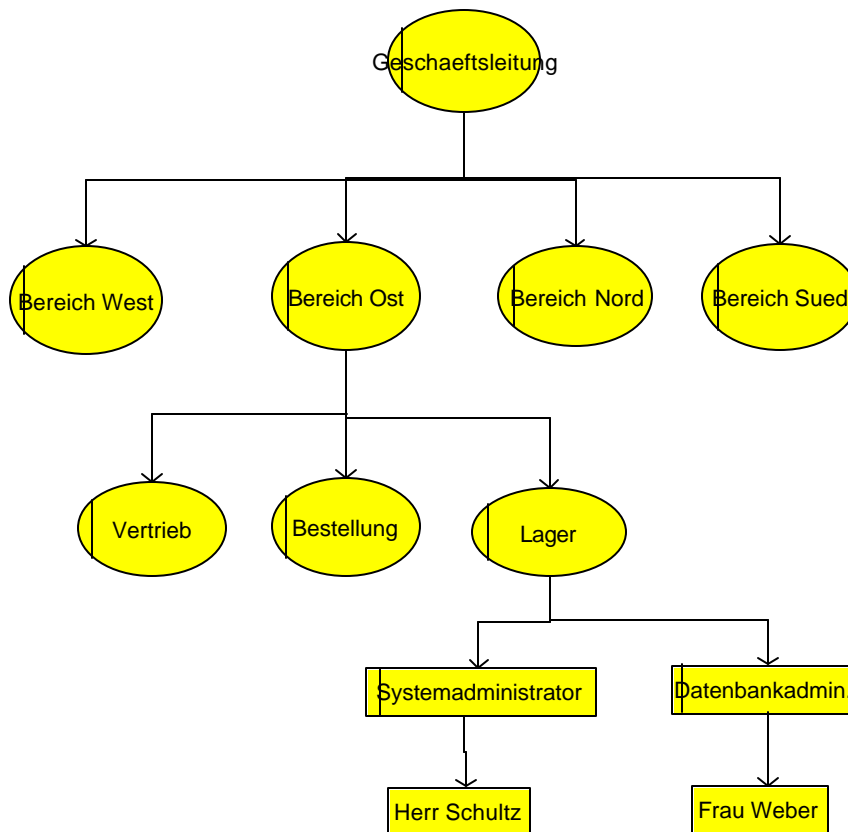 Geschaeftsleitung
Bereich West
Bereich Ost
Bereich Nord
Bereich Sued
Vertrieb
Bestellung
Lager
Systemadministrator
Datenbankadmin.
Herr Schultz
Frau Weber